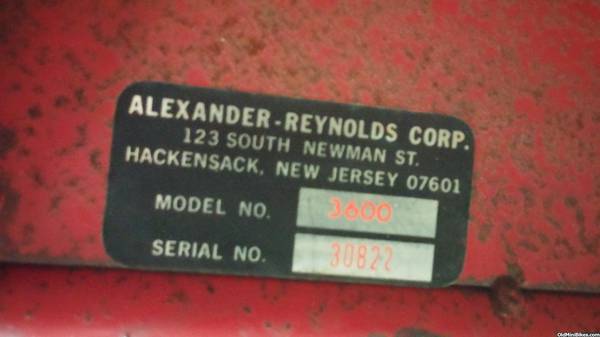 ALEXANDER-REYNOLDS CORP.
123 SOUTH NEWMAN ST.
HACKENSACK, NEW JERSEY 07601
MODEL NO. 3600
SERIAL NO. 30822
OldMiniBikes.com